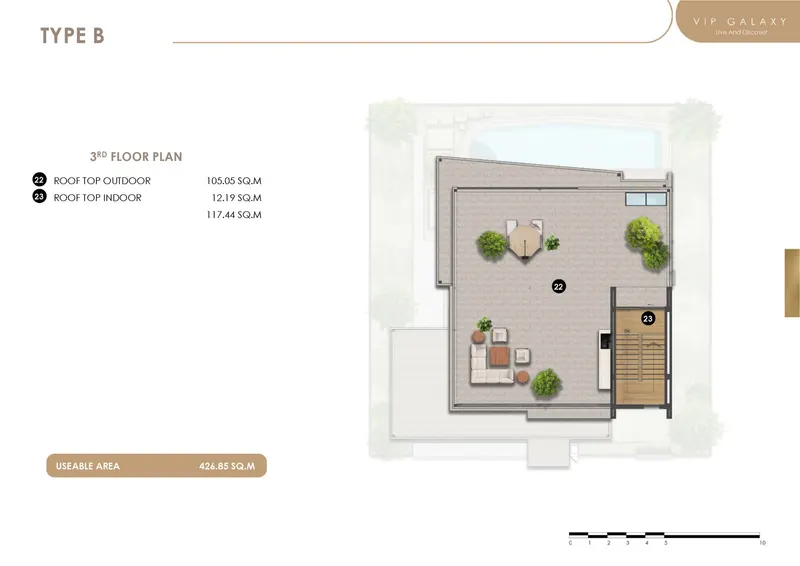 TYPE B
VIP GALAXY
Live And Discover
3RD FLOOR PLAN
22 ROOF TOP OUTDOOR 105.05 SQ.M
23 ROOF TOP INDOOR 12.19 SQ.M
117.44 SQ.M
22
23
USEABLE AREA 426.85 SQ.M
0 1 2 3 4 5 10